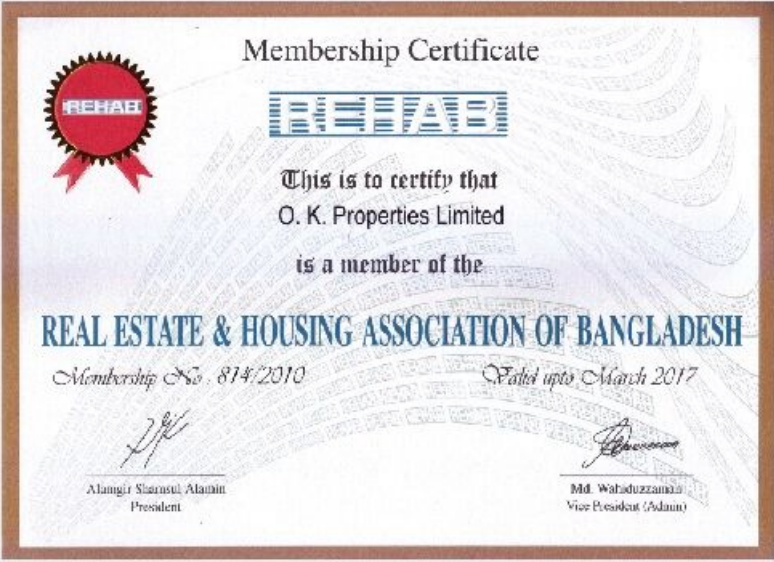 Membership Certificate
REHAB
REHAB
This is to certify that
O. K. Properties Limited
is a member of the
REAL ESTATE & HOUSING ASSOCIATION OF BANGLADESH
Membership No : 814/2010
Valid upto March 2017
Alamgir Shamsul Alamin
President
Md. Wahiduzzaman
Vice President (Admin)